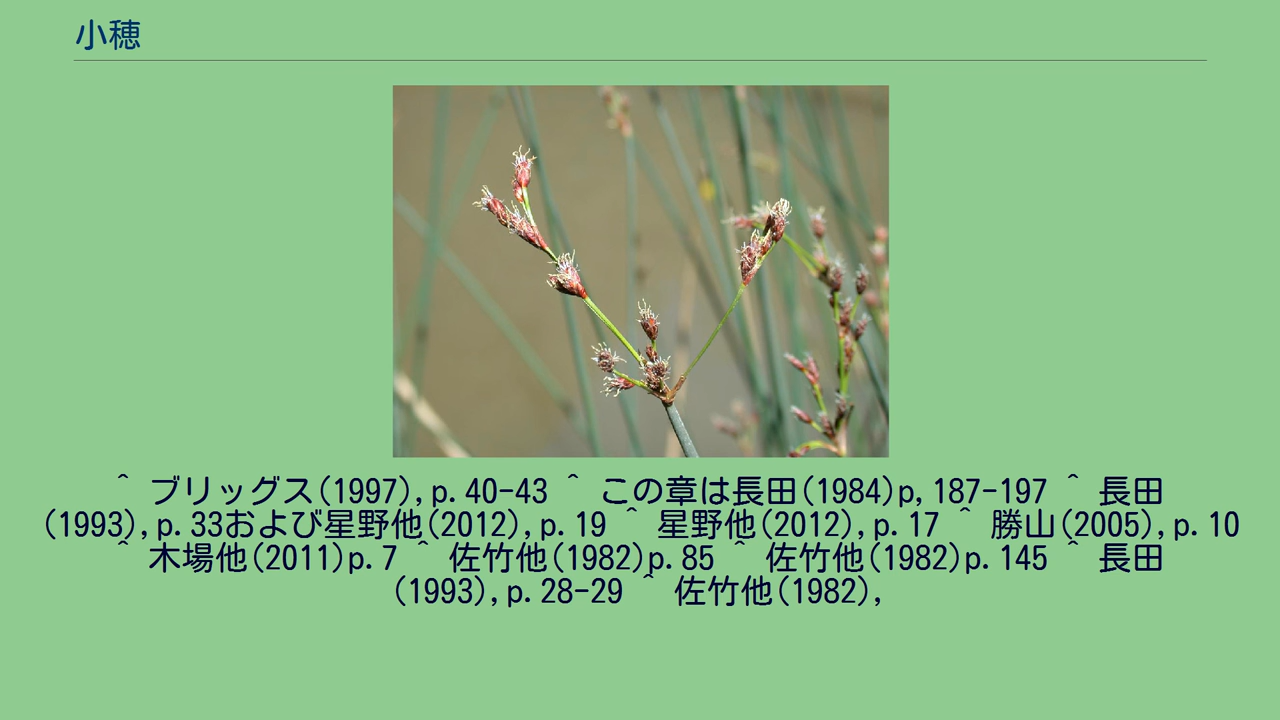 小穂
^ ブリッグス(1997),p.40-43 ^ この章は長田(1984)p,187-197 ^ 長田
(1993),p.33および星野他(2012),p.19 ^ 星野他(2012),p.17 ^ 勝山(2005),p.10
^ 木場他(2011)p.7 ^ 佐竹他(1982)p.85 ^ 佐竹他(1982)p.145 ^ 長田
(1993),p.28-29 ^ 佐竹他(1982),